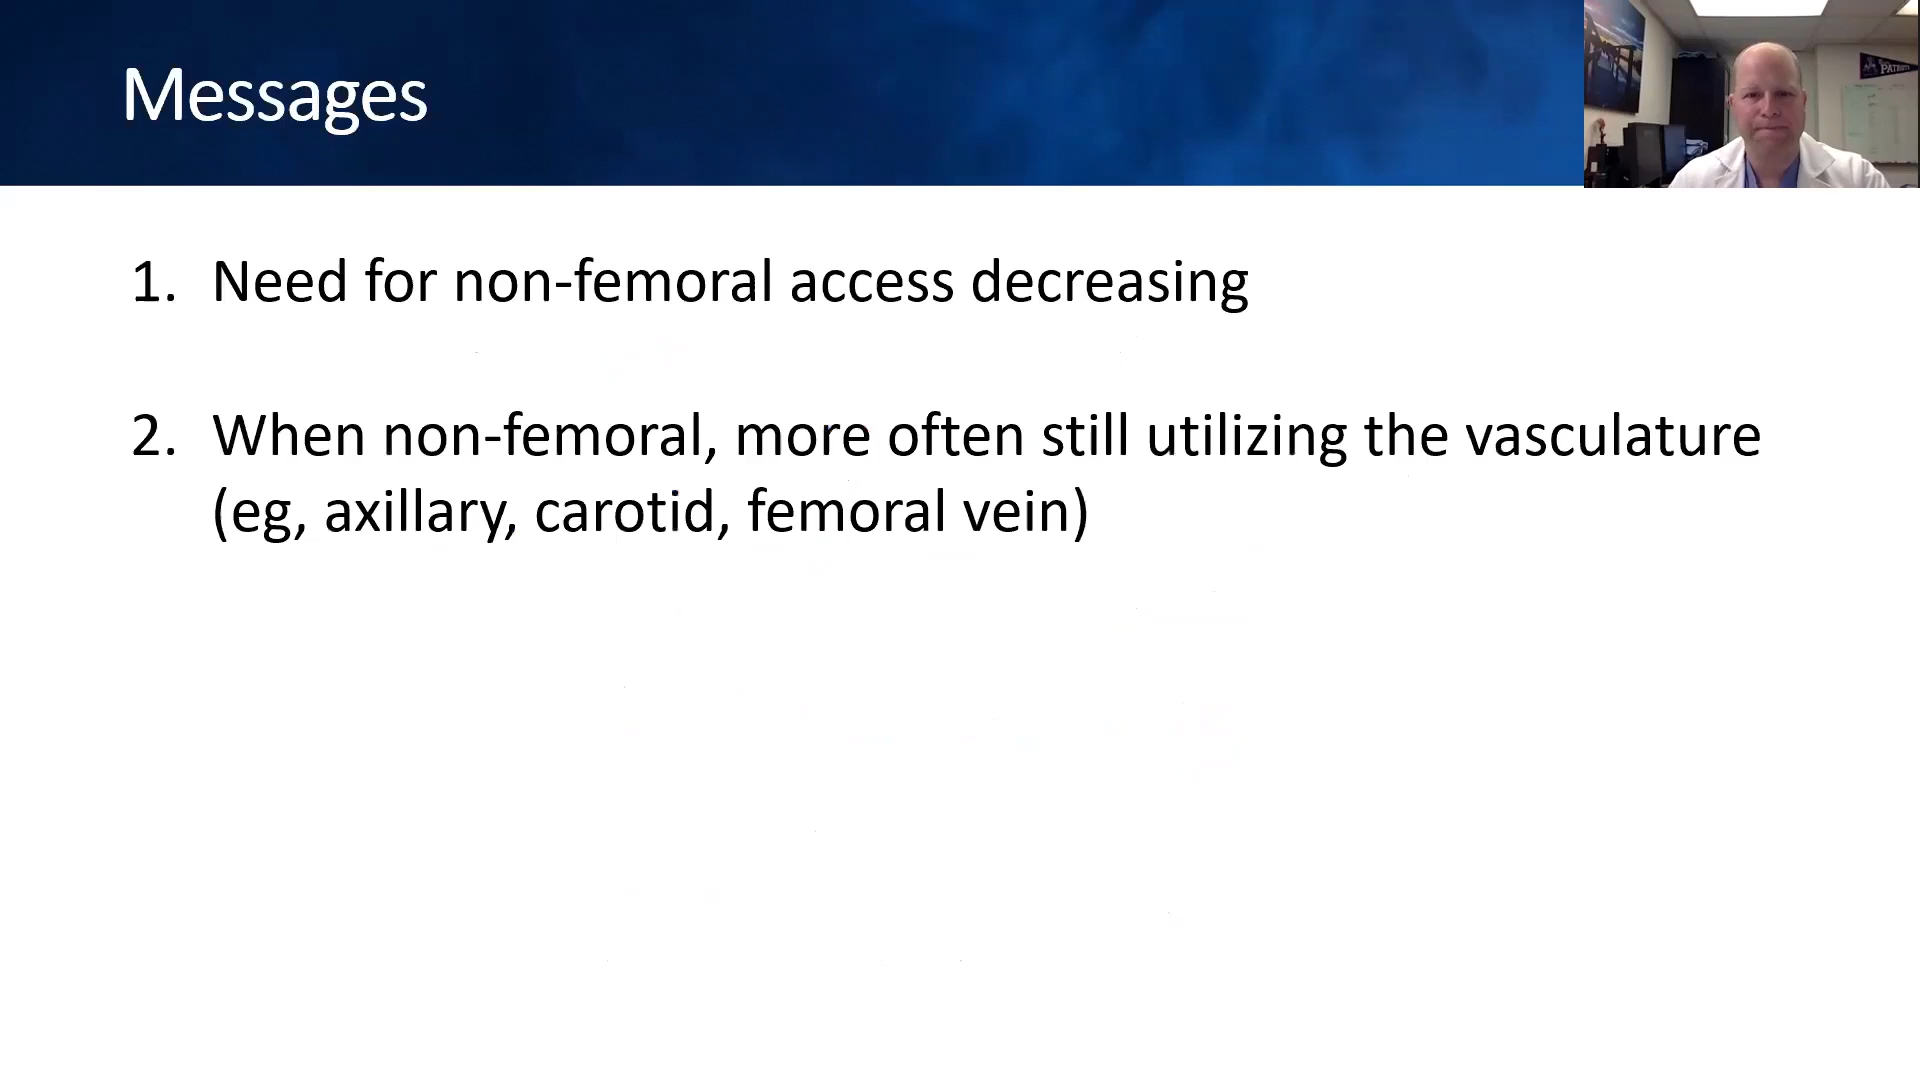 Messages
PATRIOTS
1. Need for non-femoral access decreasing
2. When non-femoral, more often still utilizing the vasculature
(eg, axillary, carotid, femoral vein)